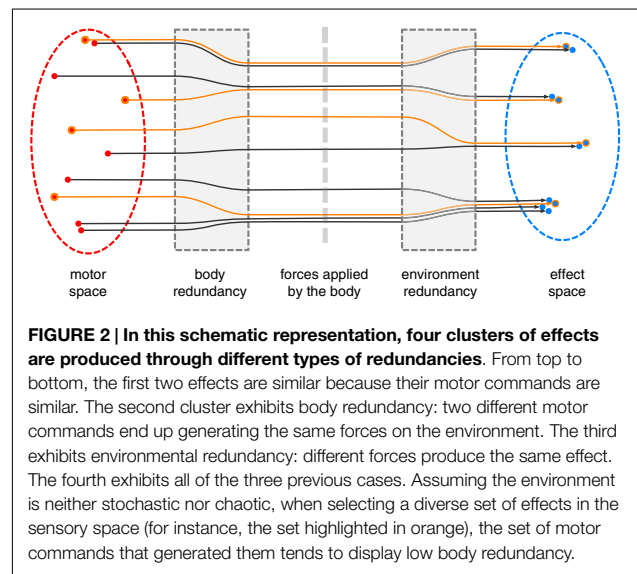 motor
space
body
redundancy
forces applied
by the body
environment
redundancy
effect
space
FIGURE 2 | In this schematic representation, four clusters of effects
are produced through different types of redundancies. From top to
bottom, the first two effects are similar because their motor commands are
similar. The second cluster exhibits body redundancy: two different motor
commands end up generating the same forces on the environment. The third
exhibits environmental redundancy: different forces produce the same effect.
The fourth exhibits all of the three previous cases. Assuming the environment
is neither stochastic nor chaotic, when selecting a diverse set of effects in the
sensory space (for instance, the set highlighted in orange), the set of motor
commands that generated them tends to display low body redundancy.